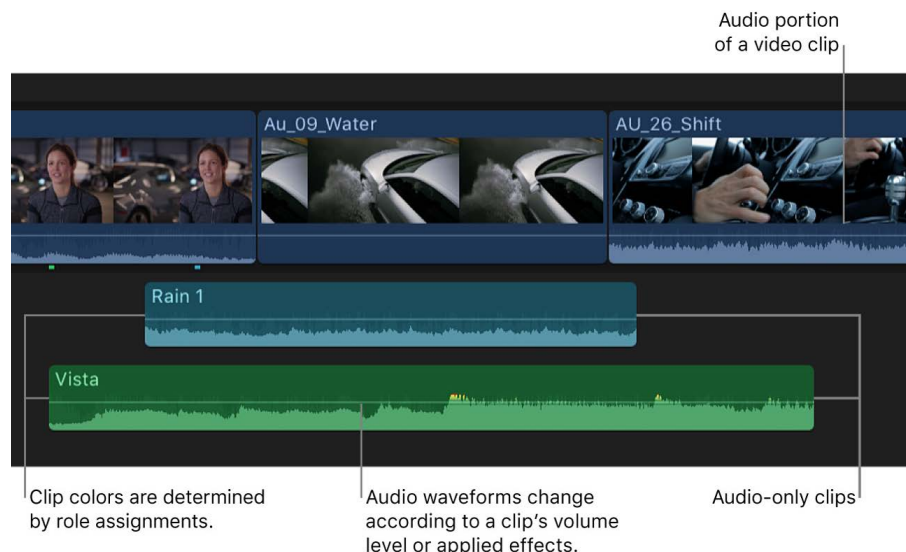 Audio portion
of a video clip
Au_09_Water
AU_26_Shift
Rain 1
Vista
Clip colors are determined
by role assignments.
Audio waveforms change
according to a clip’s volume
level or applied effects.
Audio-only clips